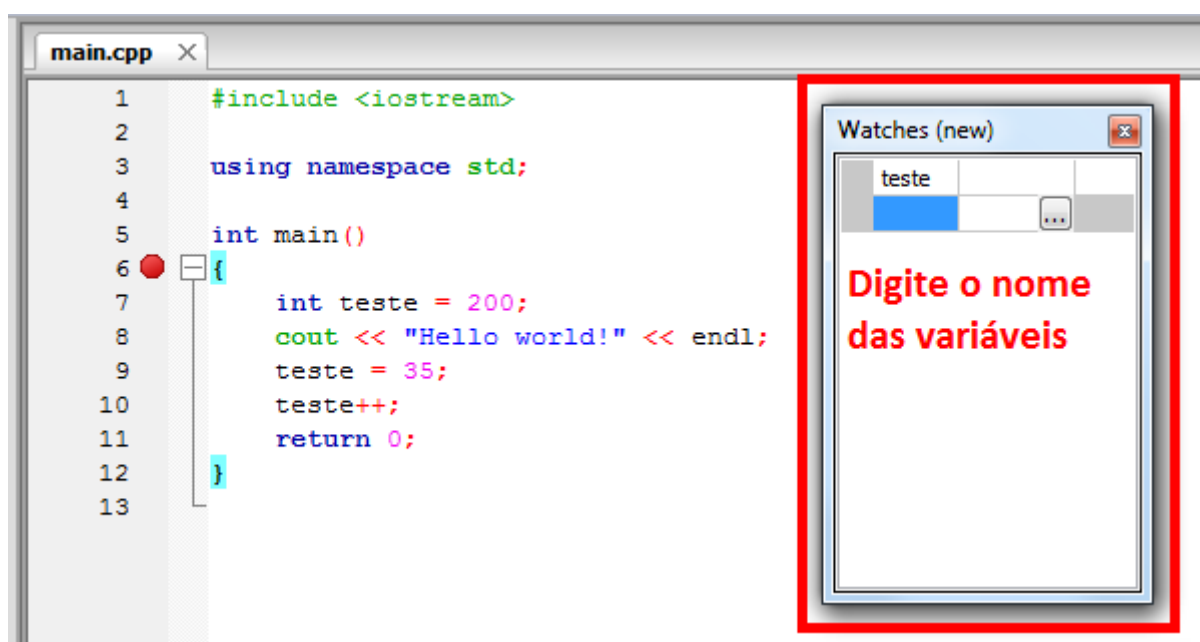 main.cpp
1 #include <iostream>
2
3 using namespace std;
4
5 int main()
6 {
7 int teste = 200;
8 cout << "Hello world!" << endl;
9 teste = 35;
10 teste++;
11 return 0;
12 }
13
Watches (new)
teste
...
Digite o nome
das variáveis